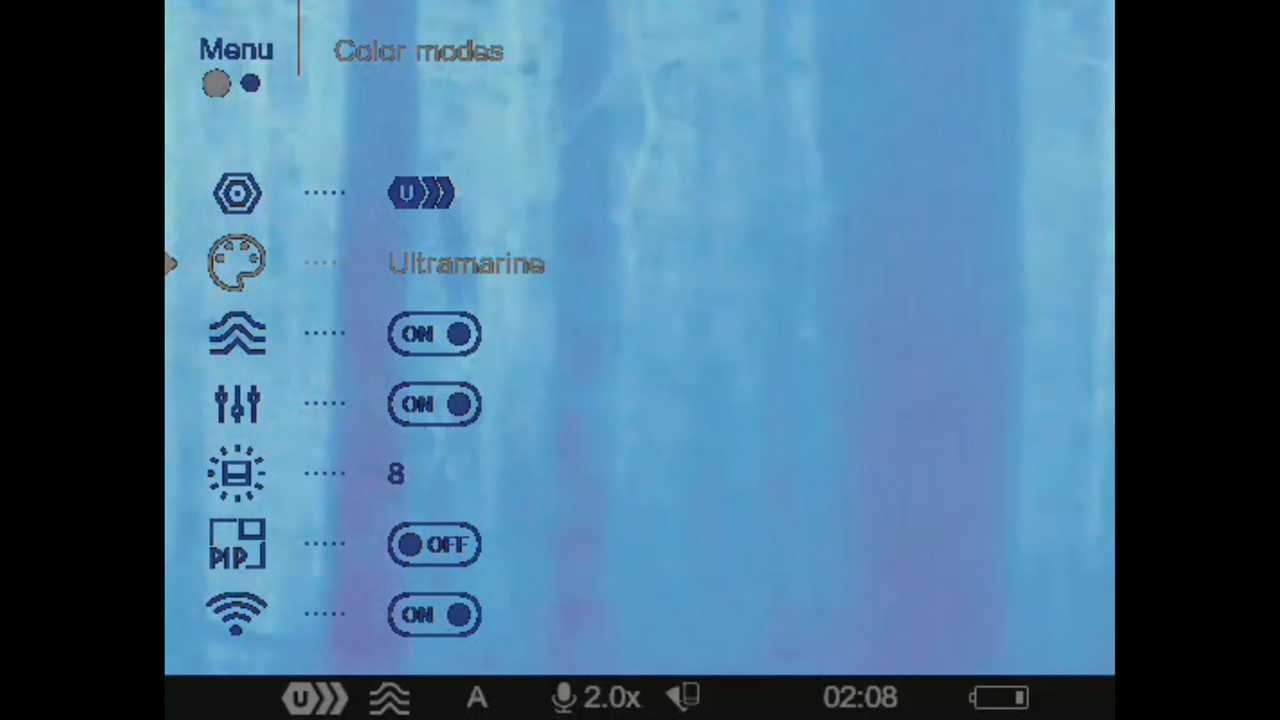 Menu
Color modes
U
Ultramarine
ON
ON
8
PIP
OFF
ON
U
A
2.0x
02:08